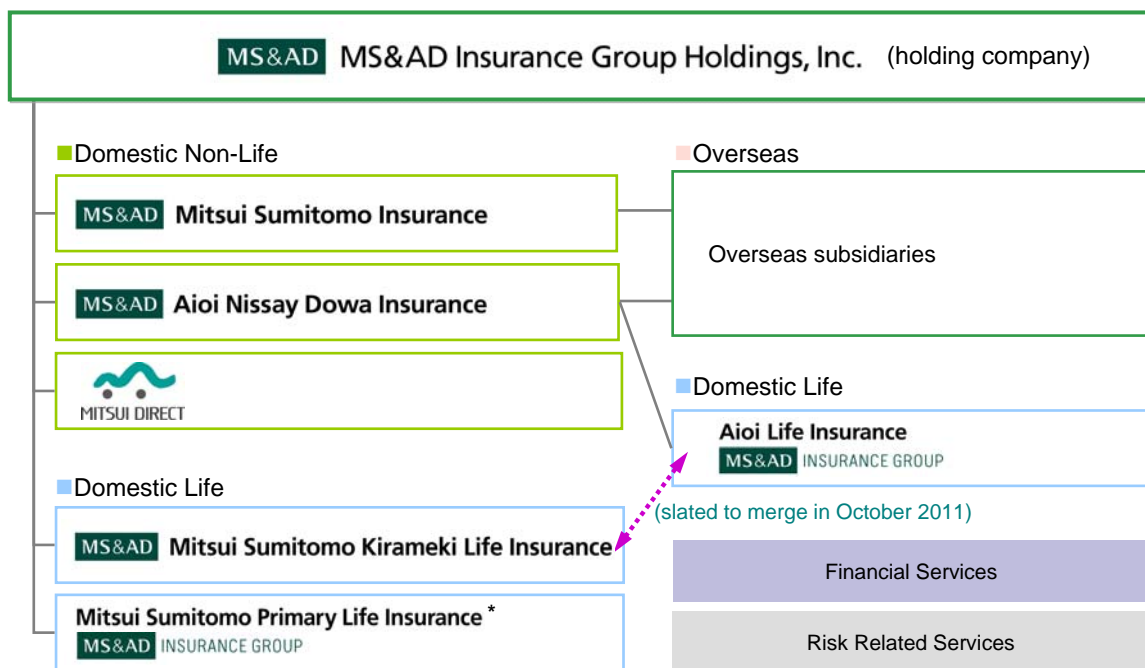 MS&AD MS&AD Insurance Group Holdings, Inc. (holding company)
Domestic Non-Life
MS&AD Mitsui Sumitomo Insurance
MS&AD Aioi Nissay Dowa Insurance
MITSUI DIRECT
Overseas
Overseas subsidiaries
Domestic Life
Aioi Life Insurance
MS&AD INSURANCE GROUP
(slated to merge in October 2011)
Domestic Life
MS&AD Mitsui Sumitomo Kirameki Life Insurance
Mitsui Sumitomo Primary Life Insurance *
MS&AD INSURANCE GROUP
Financial Services
Risk Related Services